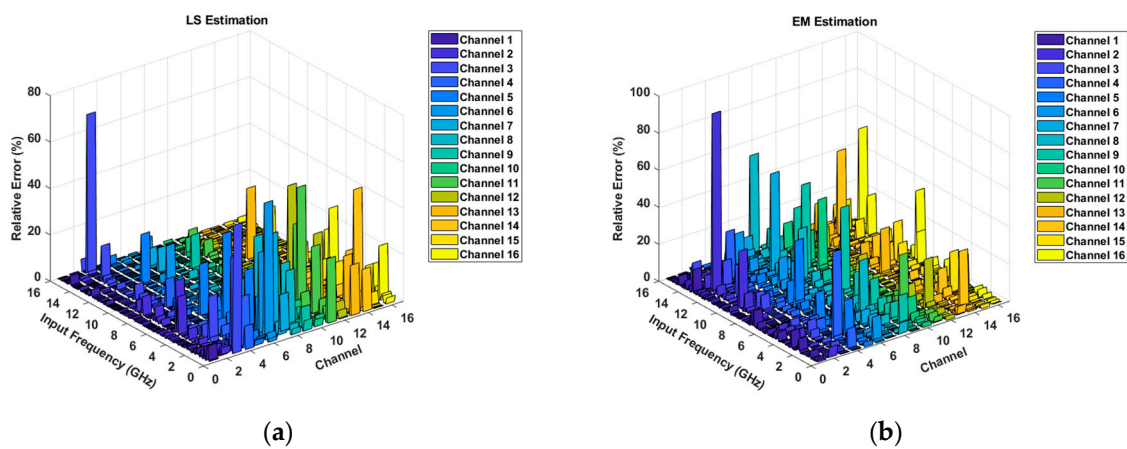 LS Estimation
Relative Error (%)
80
60
40
20
0
16
14
12
10
8
6
4
2
0
Input Frequency (GHz)
0
2
4
6
8
10
12
14
16
Channel
Channel 1
Channel 2
Channel 3
Channel 4
Channel 5
Channel 6
Channel 7
Channel 8
Channel 9
Channel 10
Channel 11
Channel 12
Channel 13
Channel 14
Channel 15
Channel 16
(a)
EM Estimation
Relative Error (%)
100
80
60
40
20
0
16
14
12
10
8
6
4
2
0
Input Frequency (GHz)
0
2
4
6
8
10
12
14
16
Channel
Channel 1
Channel 2
Channel 3
Channel 4
Channel 5
Channel 6
Channel 7
Channel 8
Channel 9
Channel 10
Channel 11
Channel 12
Channel 13
Channel 14
Channel 15
Channel 16
(b)